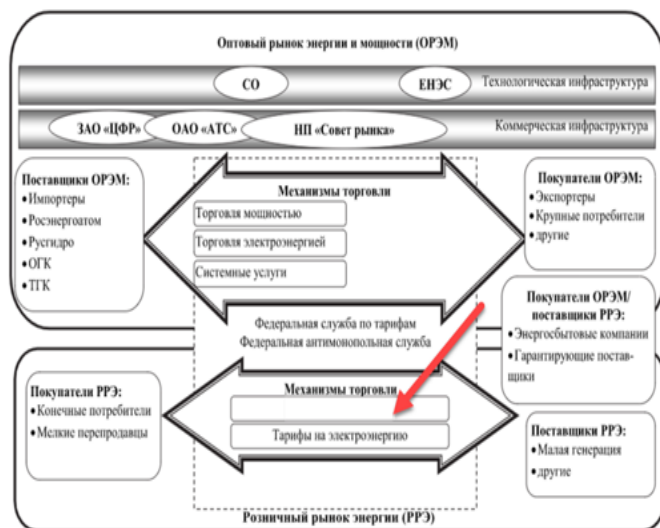 Оптовый рынок энергии и мощности (ОРЭМ)
СО
ЕНЭС
Технологическая инфраструктура
ЗАО «ЦФР»
ОАО «АТС»
НП «Совет рынка»
Коммерческая инфраструктура
Поставщики ОРЭМ:
•Импортеры
•Росэнергоатом
•Русгидро
•ОГК
•ТГК
Механизмы торговли
Торговля мощностью
Торговля электроэнергией
Системные услуги
Покупатели ОРЭМ:
•Экспортеры
•Крупные потребители
•другие
Федеральная служба по тарифам
Федеральная антимонопольная служба
Покупатели ОРЭМ/
поставщики РРЭ:
•Энергосбытовые компании
•Гарантирующие постав-
щики
Покупатели РРЭ:
•Конечные потребители
•Мелкие перепродавцы
Механизмы торговли
Тарифы на электроэнергию
Поставщики РРЭ:
•Малая генерация
•другие
Розничный рынок энергии (РРЭ)